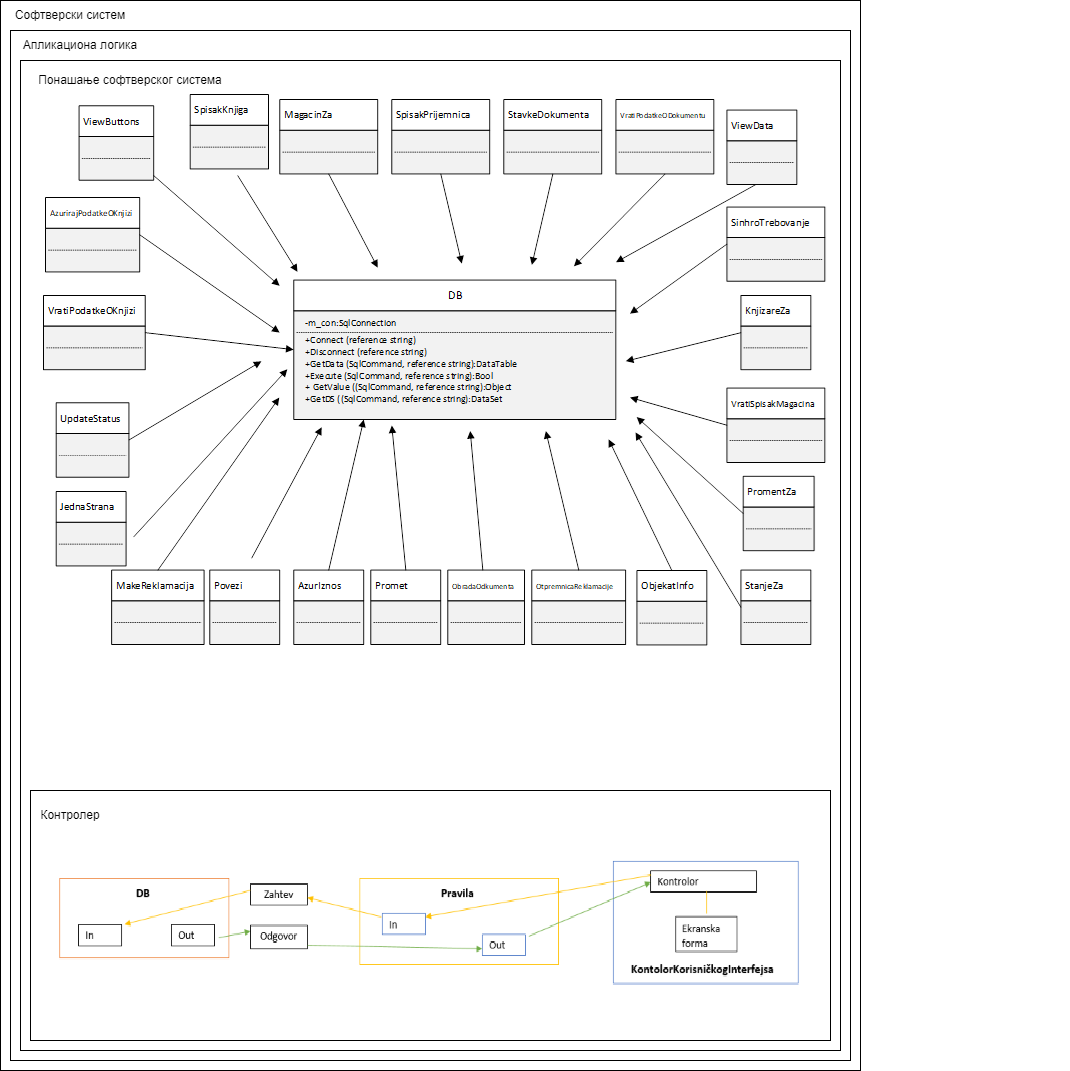 Софтверски систем
Апликациона логика
Понашање софтверског система
ViewButtons
SpisakKnjiga
MagacinZa
SpisakPrijemnica
StavkeDokumenta
VratiPodatkeODokumentu
ViewData
AzurirajPodatkeOKnjizi
SinhroTrebovanje
VratiPodatkeOKnjizi
KnjizareZa
DB
-m_con:SqlConnection
+Connect (reference string)
+Disconnect (reference string)
+GetData (SqlCommand, reference string):DataTable
+Execute (SqlCommand, reference string):Bool
+ GetValue ((SqlCommand, reference string):Object
+GetDS ((SqlCommand, reference string):DataSet
UpdateStatus
VratiSpisakMagacina
JednaStrana
PromentZa
MakeReklamacija
Povezi
AzurIznos
Promet
ObradaOdkumenta
OtpremnicaReklamacije
ObjekatInfo
StanjeZa
Контролер
DB
In
Out
Zahtev
Odgovor
Pravila
In
Out
Kontrolor
Ekranska
forma
KontolorKorisničkogInterfejsa